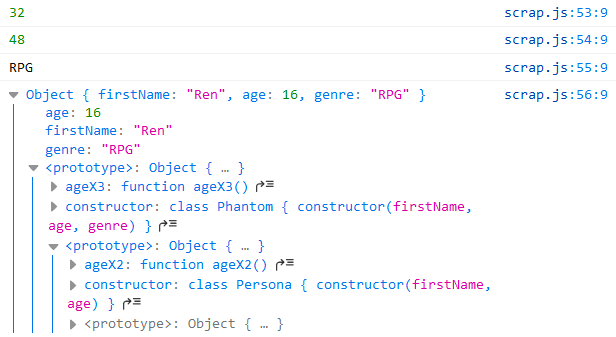 32 scrap.js:53:9
48 scrap.js:54:9
RPG scrap.js:55:9
Object { firstName: "Ren", age: 16, genre: "RPG" } scrap.js:56:9
age: 16
firstName: "Ren"
genre: "RPG"
<prototype>: Object { … }
ageX3: function ageX3()
constructor: class Phantom { constructor(firstName,
age, genre) }
<prototype>: Object { … }
ageX2: function ageX2()
constructor: class Persona { constructor(firstName,
age) }
<prototype>: Object { … }